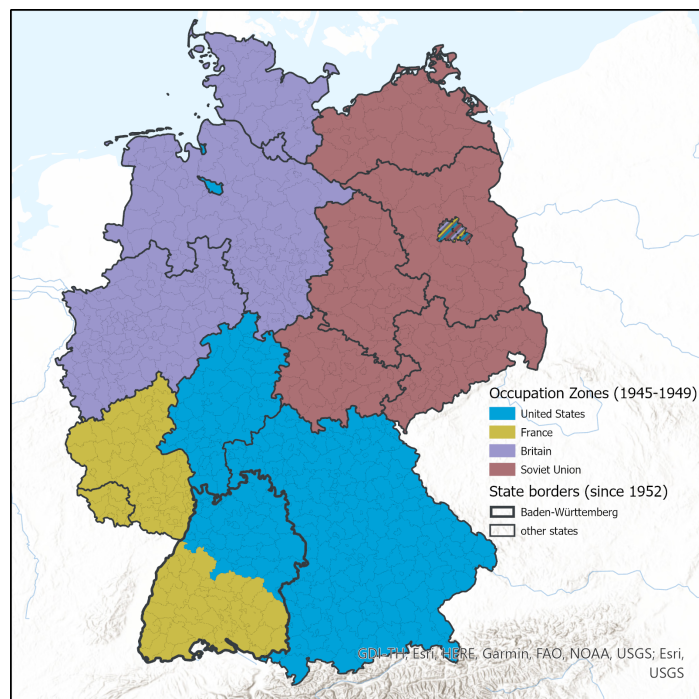 Occupation Zones (1945-1949)
United States
France
Britain
Soviet Union
State borders (since 1952)
Baden-Württemberg
other states
GDI-TH, Esri, HERE, Garmin, FAO, NOAA, USGS; Esri,
USGS